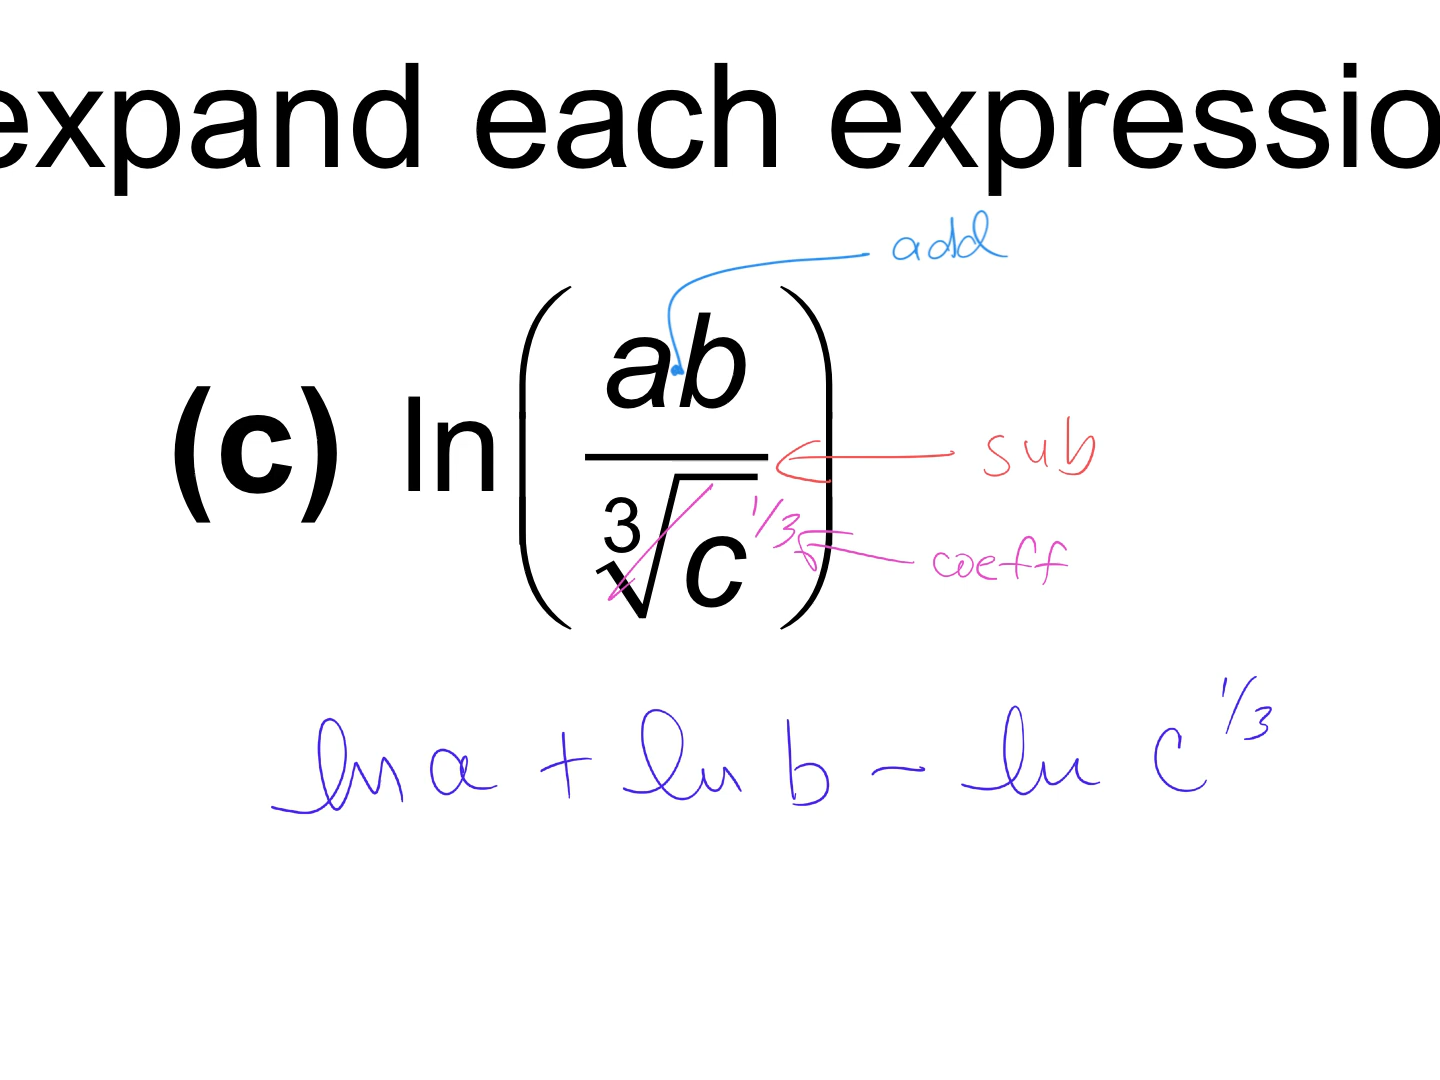 expand each expressio
add
(c) ln(ab/∛c^1/3)
sub
coeff
ln a + ln b - ln c^1/3